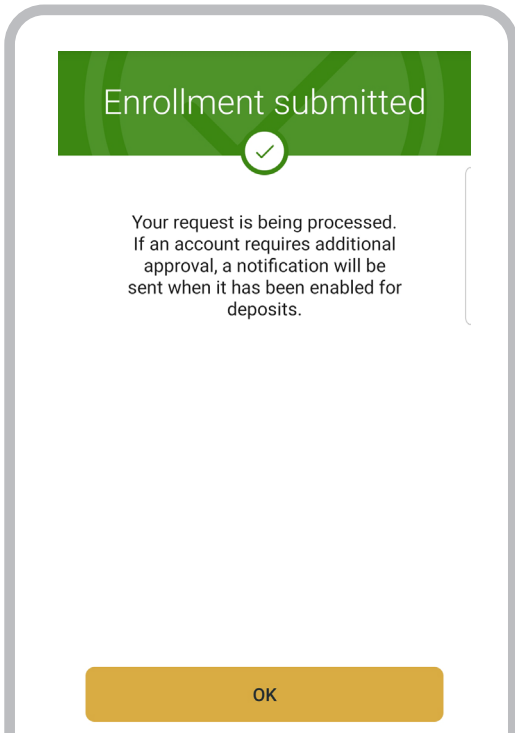 Enrollment submitted
Your request is being processed.
If an account requires additional
approval, a notification will be
sent when it has been enabled for
deposits.
OK